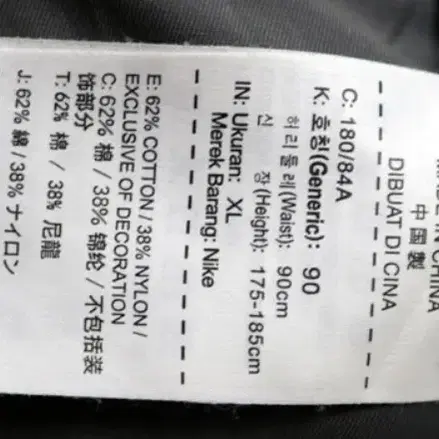 CHINA
中国製
DIBUAT DI CINA
C: 180/84A
K: 호칭(Generic): 90
허리둘레(Waist): 90cm
신 장(Height): 175-185cm
IN: Ukuran: XL
Merek Barang: Nike
E: 62% COTTON / 38% NYLON /
EXCLUSIVE OF DECORATION
C: 62% 棉 / 38% 锦纶 / 不包括装
饰部分
T: 62% 棉 / 38% 尼龍
J: 62% 綿 / 38% ナイロン